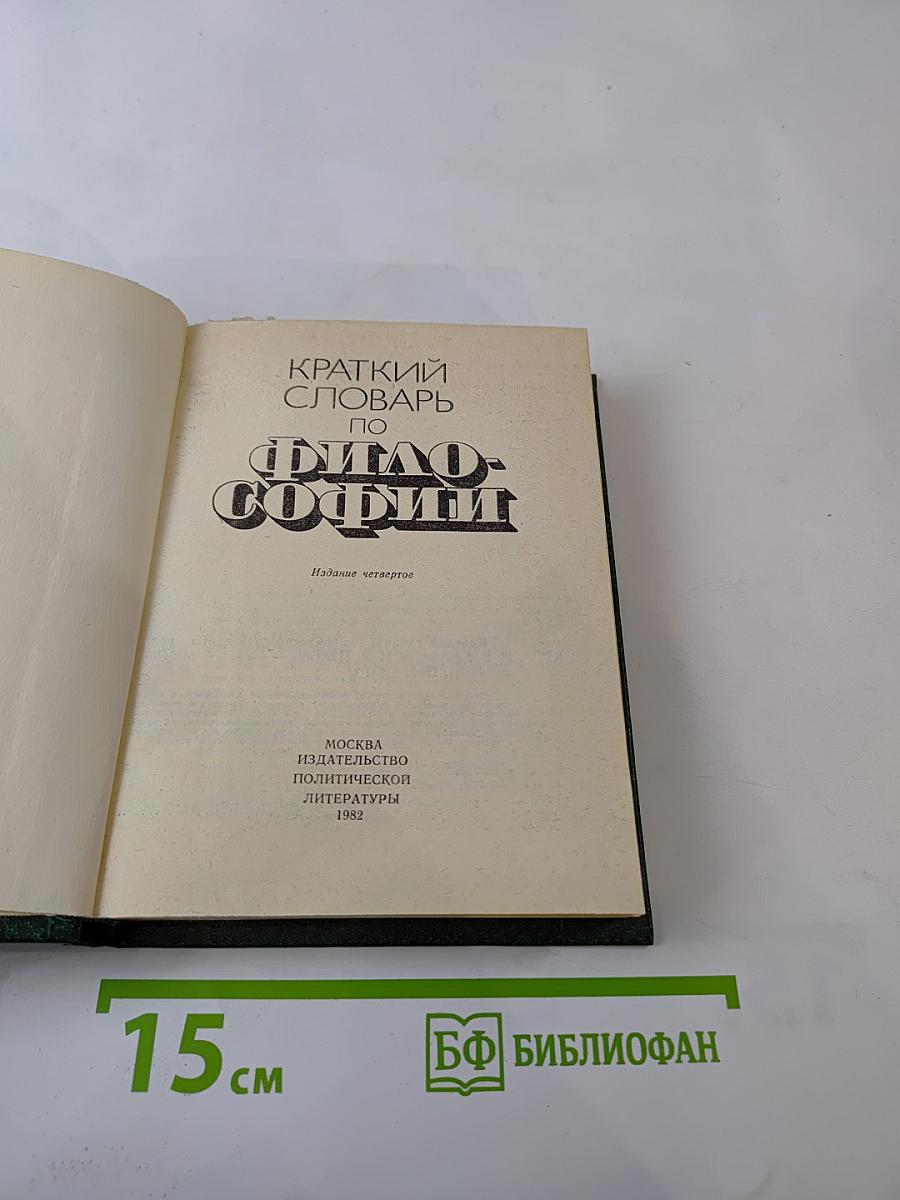 КРАТКИЙ
СЛОВАРЬ
ПО
ФИЛО-
СОФИИ
Издание четвертое
МОСКВА
ИЗДАТЕЛЬСТВО
ПОЛИТИЧЕСКОЙ
ЛИТЕРАТУРЫ
1982
15 см
БФ БИБЛИОФАН